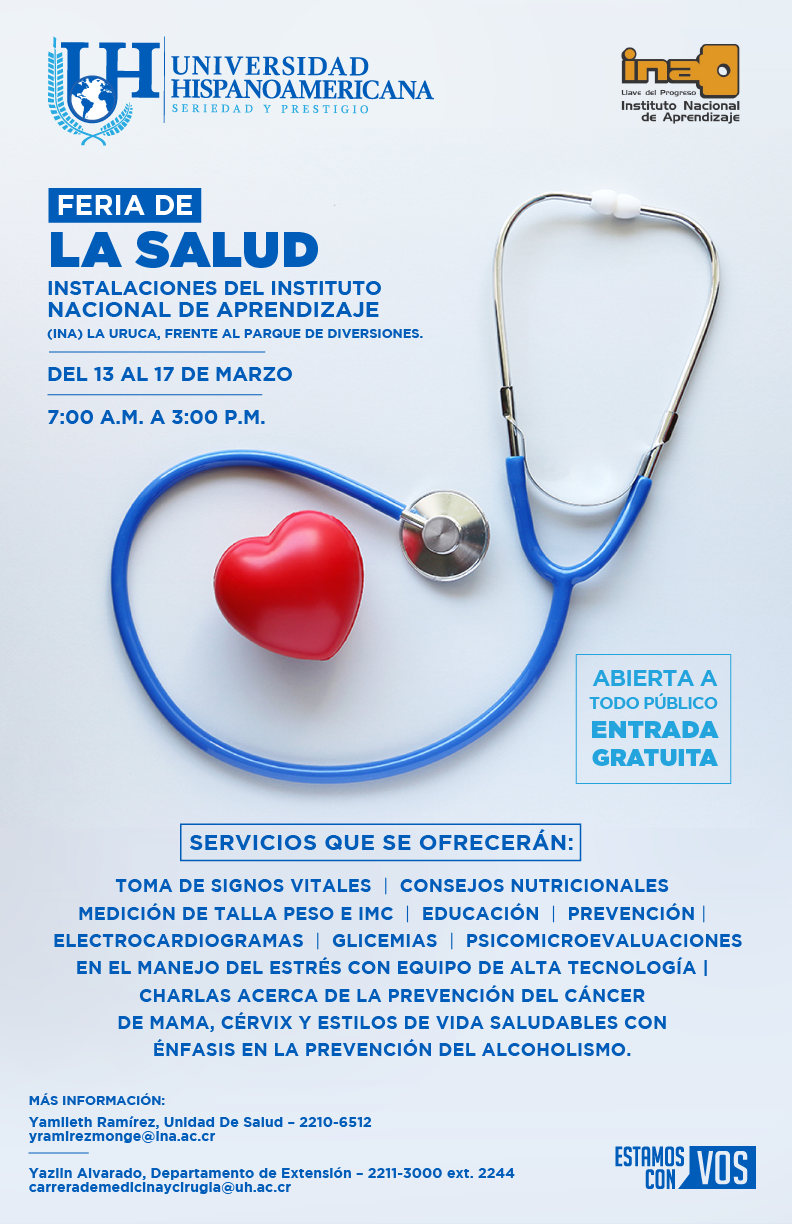 UH
UNIVERSIDAD
HISPANOAMERICANA
SERIEDAD Y PRESTIGIO
ina
Llave del Progreso
Instituto Nacional
de Aprendizaje
FERIA DE
LA SALUD
INSTALACIONES DEL INSTITUTO
NACIONAL DE APRENDIZAJE
(INA) LA URUCA, FRENTE AL PARQUE DE DIVERSIONES.
DEL 13 AL 17 DE MARZO
7:00 A.M. A 3:00 P.M.
ABIERTA A
TODO PÚBLICO
ENTRADA
GRATUITA
SERVICIOS QUE SE OFRECERÁN:
TOMA DE SIGNOS VITALES | CONSEJOS NUTRICIONALES
MEDICIÓN DE TALLA PESO E IMC | EDUCACIÓN | PREVENCIÓN |
ELECTROCARDIOGRAMAS | GLICEMIAS | PSICOMICROEVALUACIONES
EN EL MANEJO DEL ESTRÉS CON EQUIPO DE ALTA TECNOLOGÍA |
CHARLAS ACERCA DE LA PREVENCIÓN DEL CÁNCER
DE MAMA, CÉRVIX Y ESTILOS DE VIDA SALUDABLES CON
ÉNFASIS EN LA PREVENCIÓN DEL ALCOHOLISMO.
MÁS INFORMACIÓN:
Yamileth Ramírez, Unidad De Salud – 2210-6512
yramirezmonge@ina.ac.cr
Yazlin Alvarado, Departamento de Extensión – 2211-3000 ext. 2244
carrerademedicinaycirugia@uh.ac.cr
ESTAMOS
CON VOS